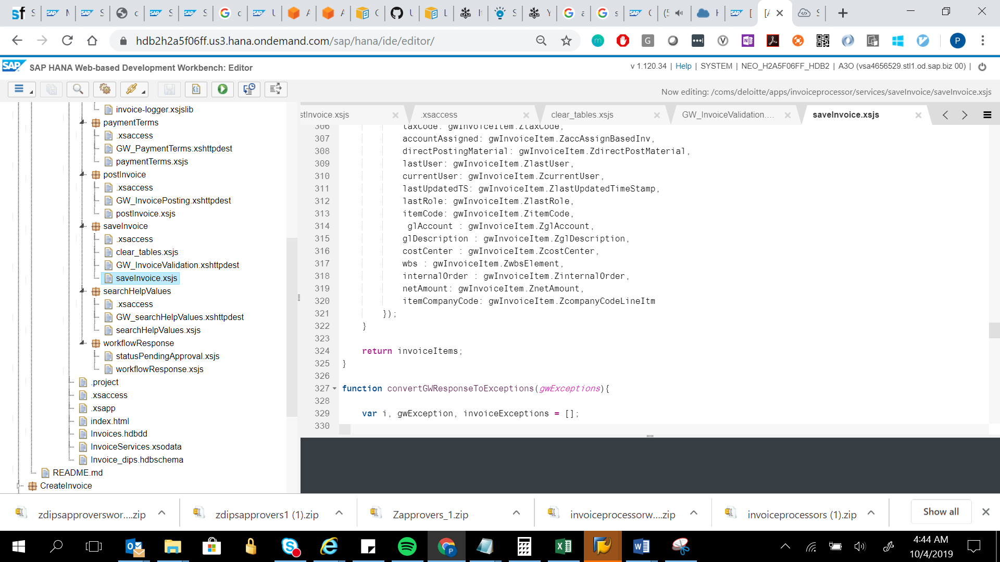 hdb2h2a5f06ff.us3.hana.ondemand.com/sap/hana/ide/editor/
SAP HANA Web-based Development Workbench: Editor
v 1.120.34 | Help | SYSTEM | NEO_H2A5F06FF_HDB2 | A3O (vsa4656529.stl1.od.sap.biz 00) |
Now editing: /coms/deloitte/apps/invoiceprocessor/services/saveInvoice/saveInvoice.xsjs
invoice-logger.xsjslib
paymentTerms
.xsaccess
GW_PaymentTerms.xshttpdest
paymentTerms.xsjs
postInvoice
.xsaccess
GW_InvoicePosting.xshttpdest
postInvoice.xsjs
saveInvoice
.xsaccess
clear_tables.xsjs
GW_InvoiceValidation.xshttpdest
saveInvoice.xsjs
searchHelpValues
.xsaccess
GW_searchHelpValues.xshttpdest
searchHelpValues.xsjs
workflowResponse
statusPendingApproval.xsjs
workflowResponse.xsjs
.project
.xsaccess
.xsapp
index.html
Invoices.hdbdd
InvoiceServices.xsodata
Invoice_dips.hdbschema
README.md
CreateInvoice
stInvoice.xsjs
.xsaccess
clear_tables.xsjs
GW_InvoiceValidation....
saveInvoice.xsjs
306 taxCode: gwInvoiceItem.ZtaxCode,
307 accountAssigned: gwInvoiceItem.ZaccAssignBasedInv,
308 directPostingMaterial: gwInvoiceItem.ZdirectPostMaterial,
309 lastUser: gwInvoiceItem.ZlastUser,
310 currentUser: gwInvoiceItem.ZcurrentUser,
311 lastUpdatedTS: gwInvoiceItem.ZlastUpdatedTimeStamp,
312 lastRole: gwInvoiceItem.ZlastRole,
313 itemCode: gwInvoiceItem.ZitemCode,
314 glAccount : gwInvoiceItem.ZglAccount,
315 glDescription : gwInvoiceItem.ZglDescription,
316 costCenter : gwInvoiceItem.ZcostCenter,
317 wbs : gwInvoiceItem.ZwbsElement,
318 internalOrder : gwInvoiceItem.ZinternalOrder,
319 netAmount: gwInvoiceItem.ZnetAmount,
320 itemCompanyCode: gwInvoiceItem.ZcompanyCodeLineItm
321 });
322 }
323
324 return invoiceItems;
325 }
326
327 function convertGWResponseToExceptions(gwExceptions){
328
329 var i, gwException, invoiceExceptions = [];
330
zdipsapproverswor....zip
zdipsapprovers1 (1).zip
Zapprovers_1.zip
invoiceprocessorw....zip
invoiceprocessors (1).zip
Show all
4:44 AM
10/4/2019